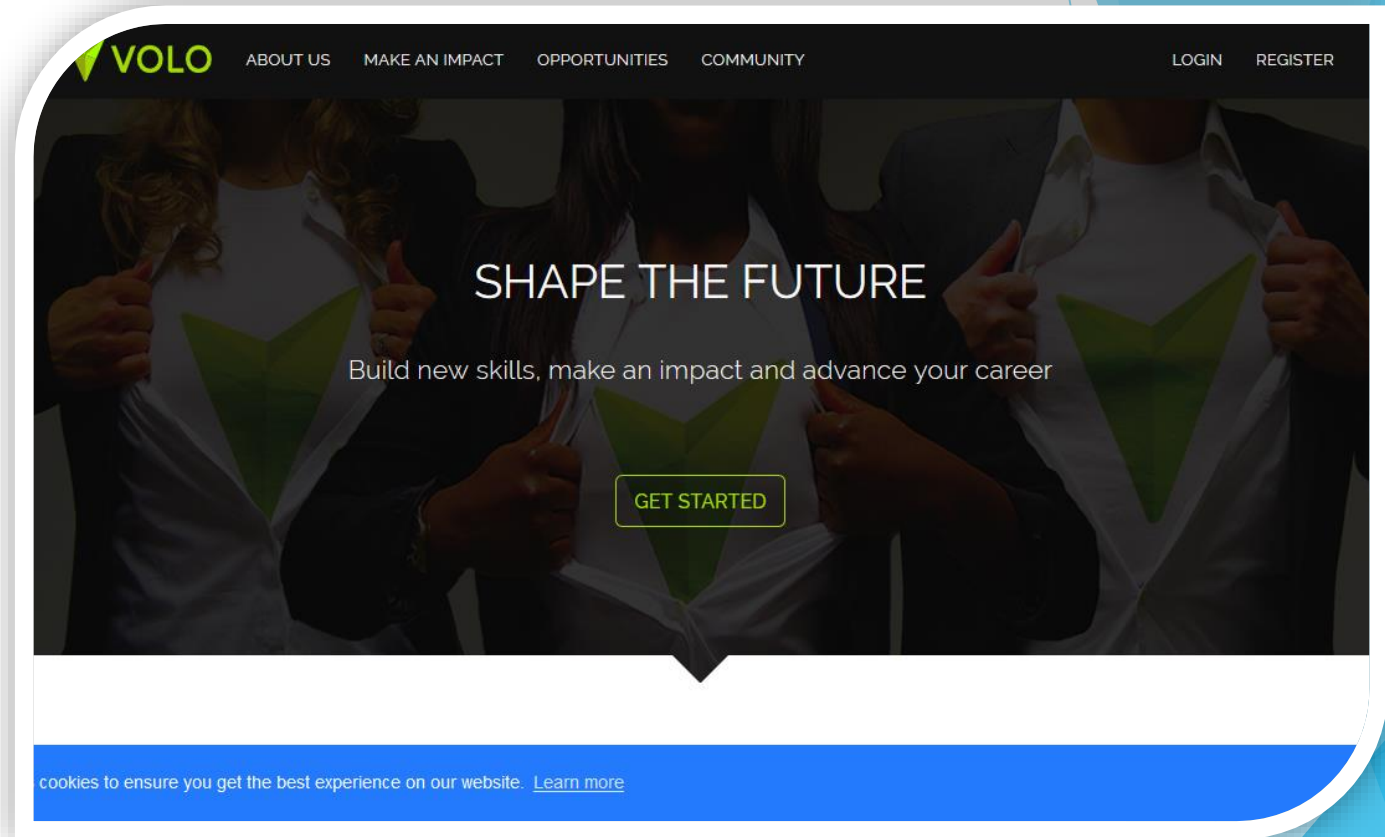 VOLO ABOUT US MAKE AN IMPACT OPPORTUNITIES COMMUNITY LOGIN REGISTER
SHAPE THE FUTURE
Build new skills, make an impact and advance your career
GET STARTED
cookies to ensure you get the best experience on our website. Learn more